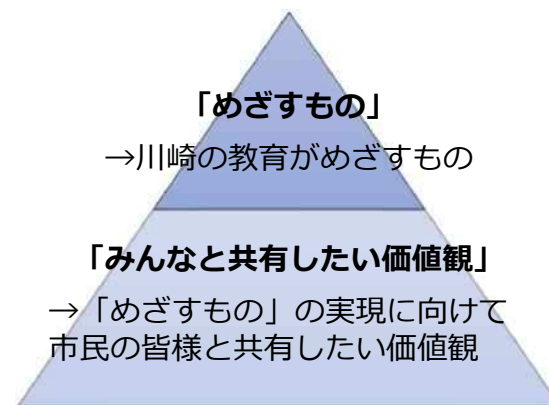 「めざすもの」
→川崎の教育がめざすもの
「みんなと共有したい価値観」
→「めざすもの」の実現に向けて
市民の皆様と共有したい価値観